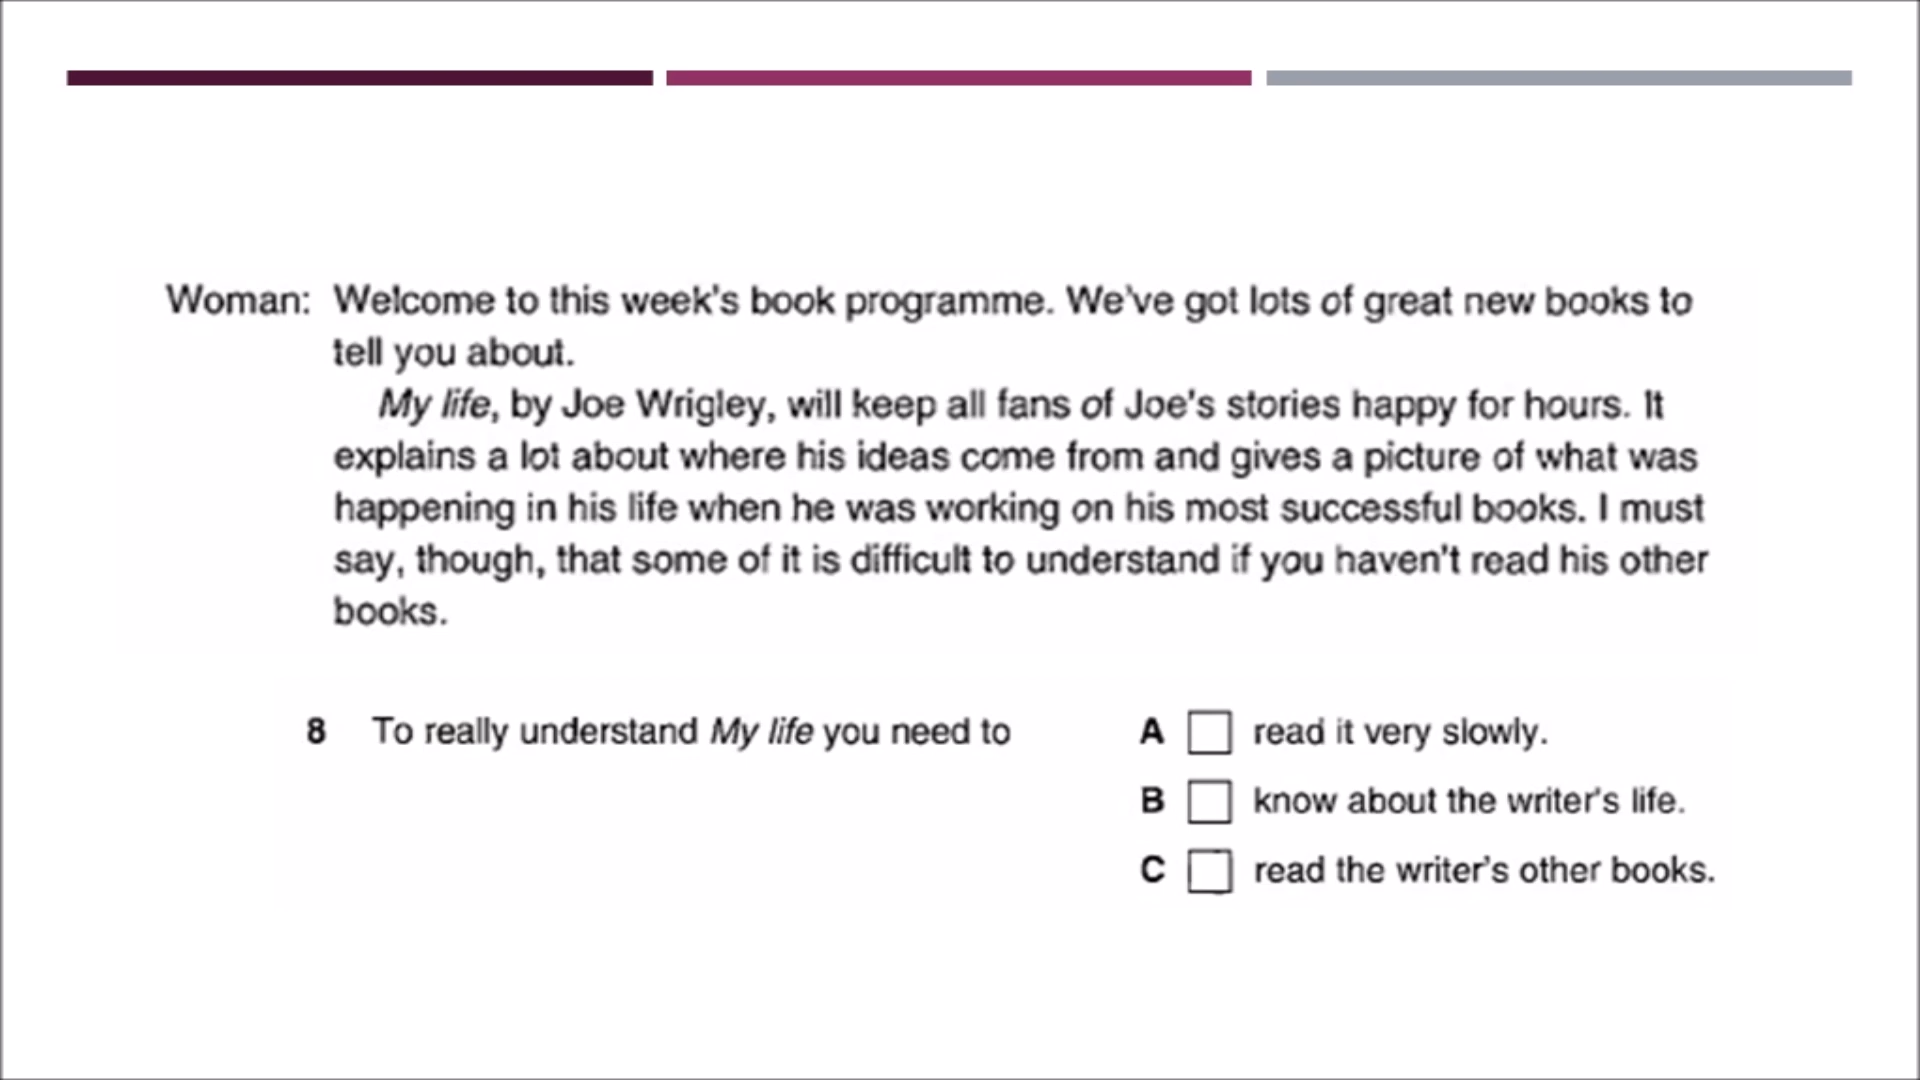 Woman: Welcome to this week's book programme. We've got lots of great new books to
tell you about.
My life, by Joe Wrigley, will keep all fans of Joe's stories happy for hours. It
explains a lot about where his ideas come from and gives a picture of what was
happening in his life when he was working on his most successful books. I must
say, though, that some of it is difficult to understand if you haven't read his other
books.
8 To really understand My life you need to
A read it very slowly.
B know about the writer's life.
C read the writer's other books.